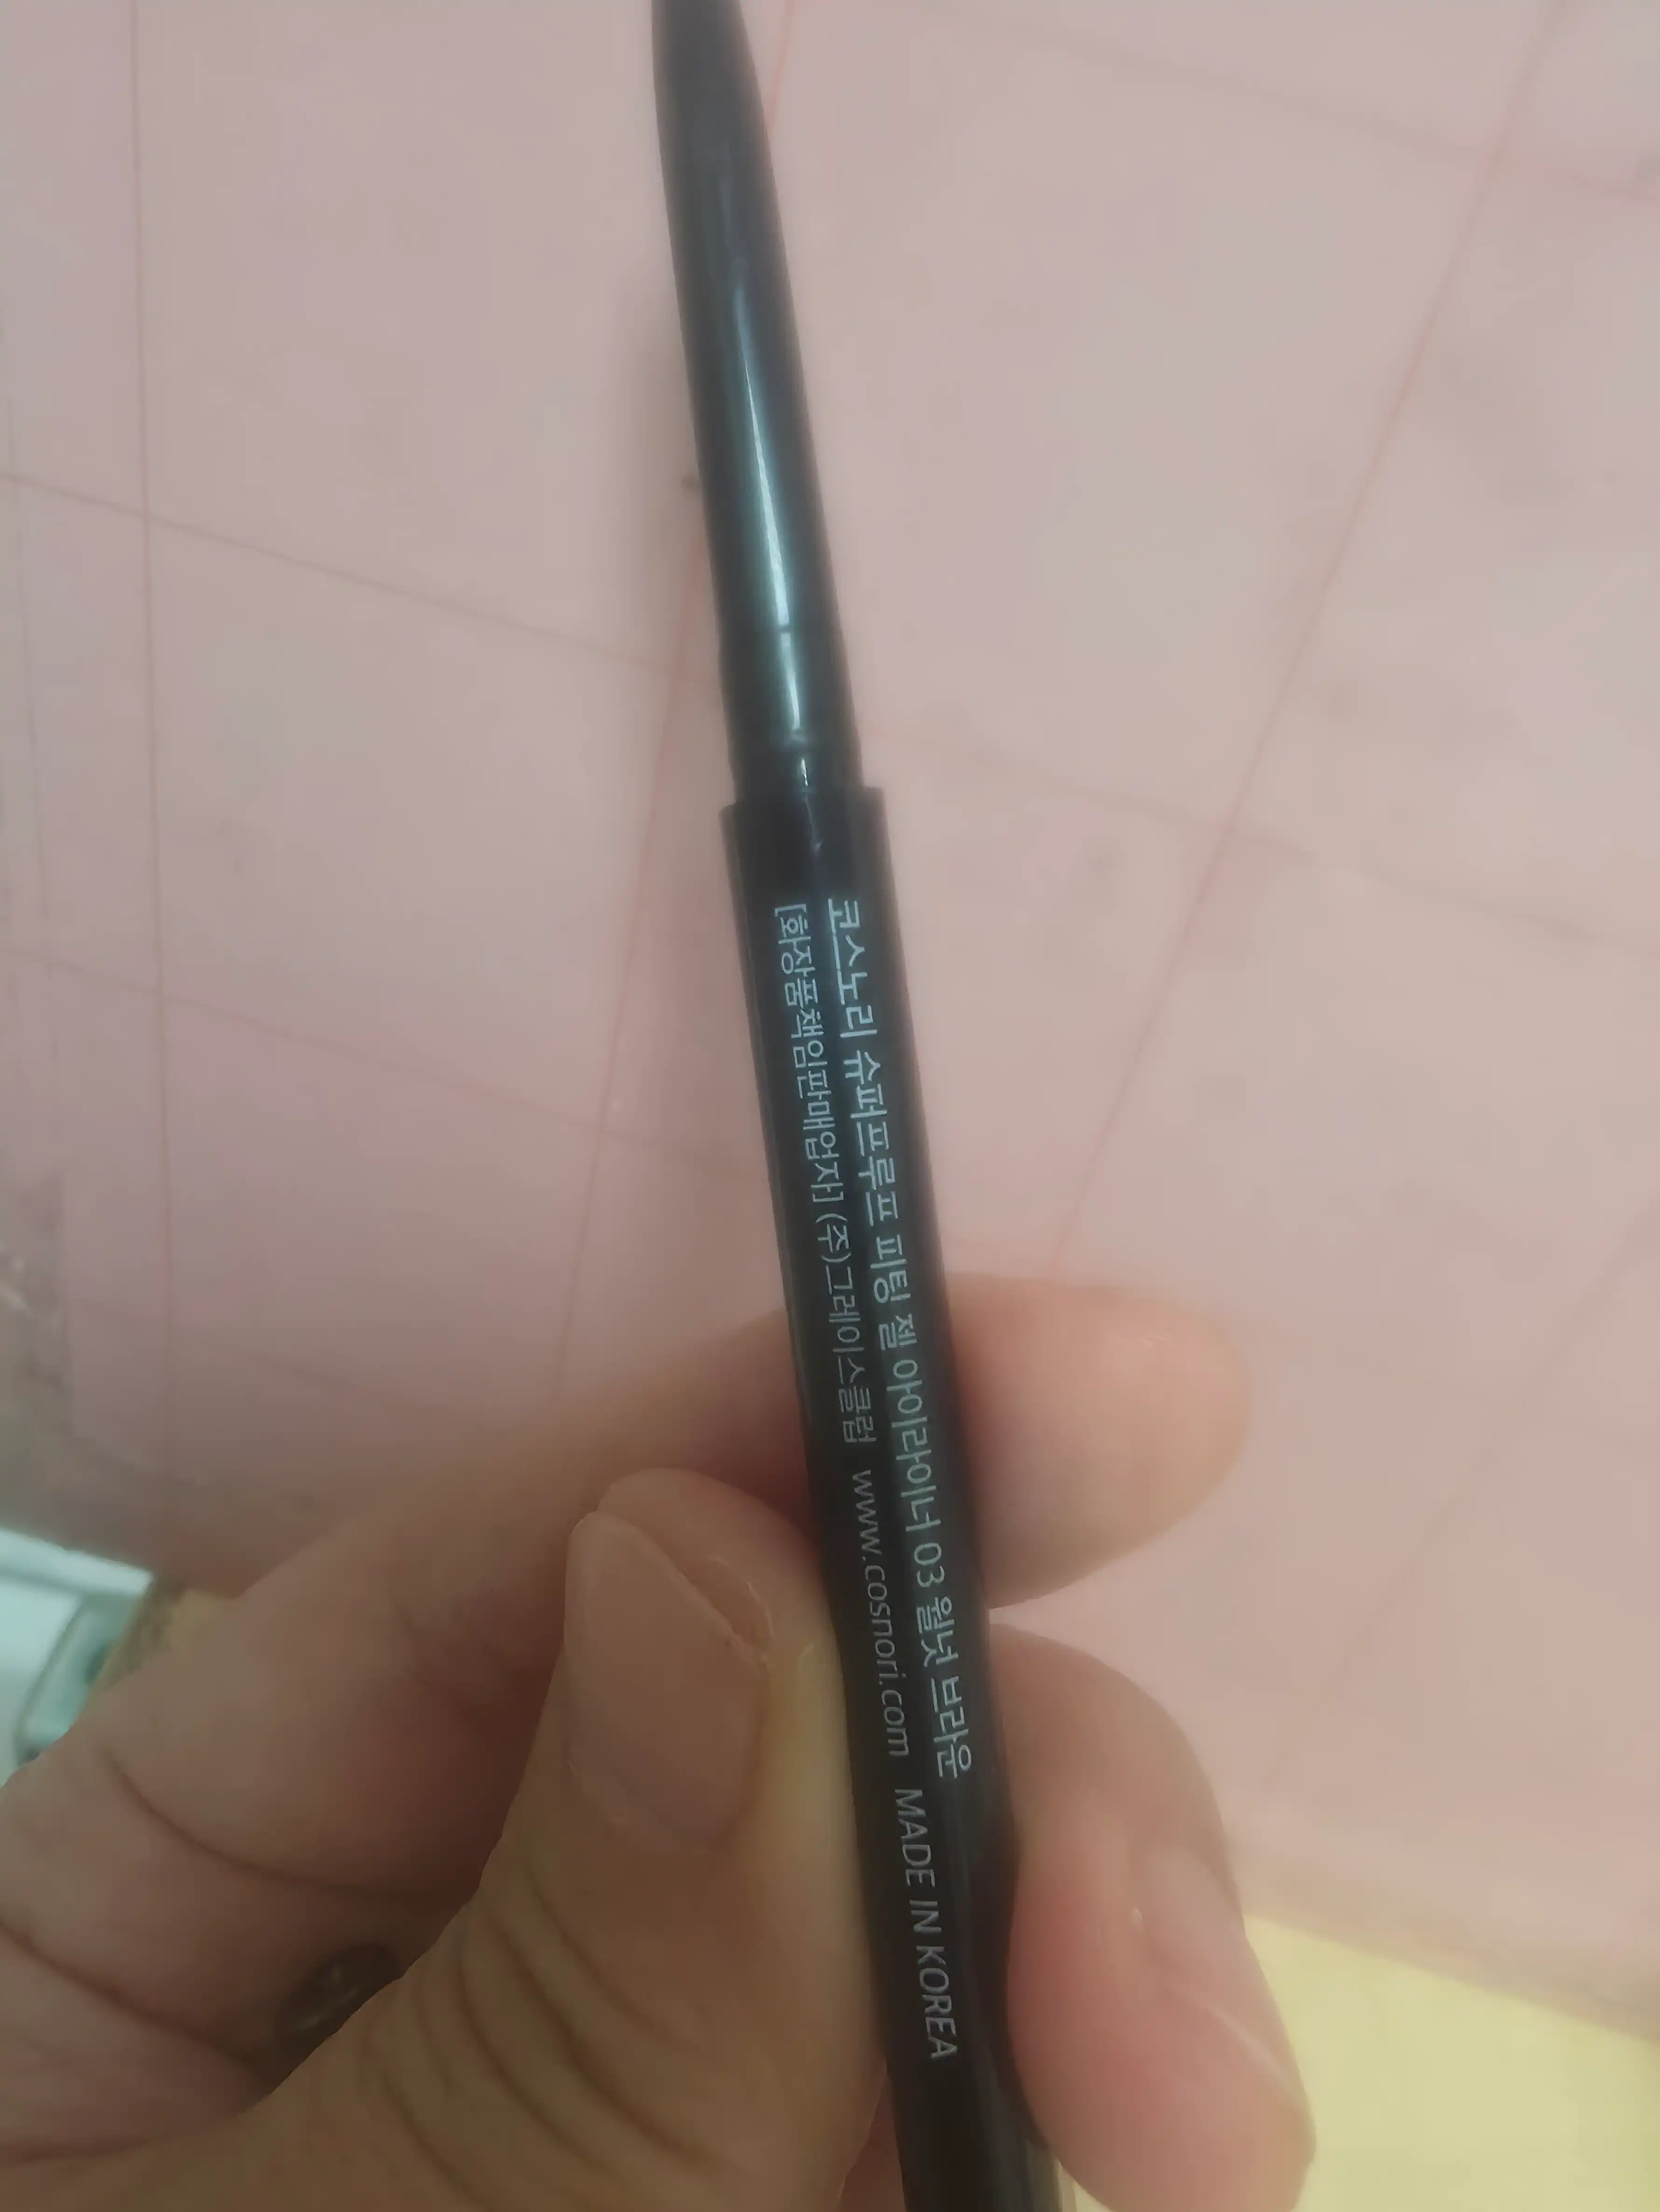 코스노리 슈퍼프루프 피팅 젤 아이라이너 03 월넛 브라운
[화장품책임판매업자] (주)그레이스클럽 www.cosnori.com MADE IN KOREA